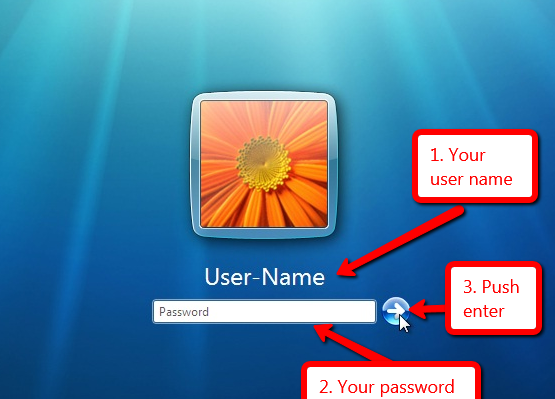 1. Your
user name
User-Name
3. Push
enter
Password
2. Your password